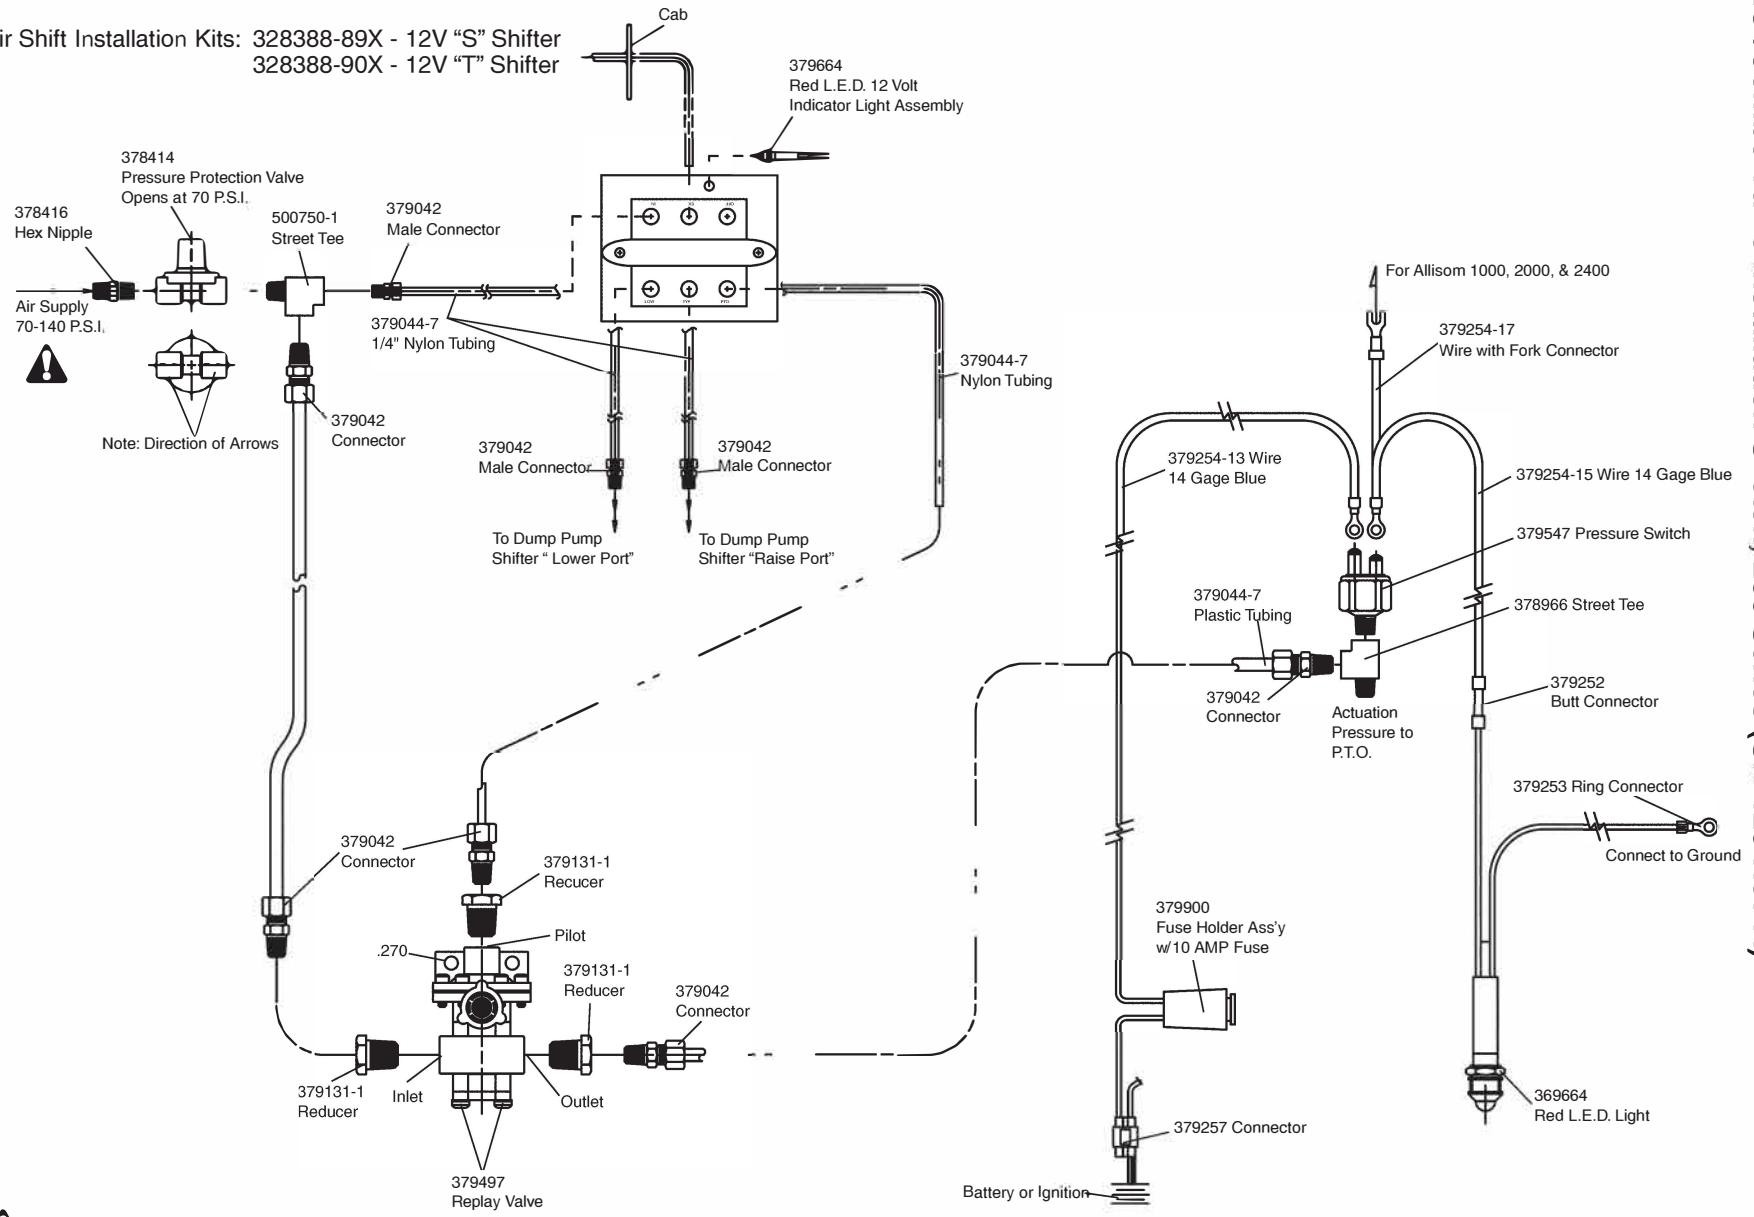 ir Shift Installation Kits: 328388-89X - 12V “S” Shifter
328388-90X - 12V “T” Shifter
Cab
379664
Red L.E.D. 12 Volt
Indicator Light Assembly
378414
Pressure Protection Valve
Opens at 70 P.S.I.
378416
Hex Nipple
500750-1
Street Tee
379042
Male Connector
Air Supply
70-140 P.S.I.
379044-7
1/4" Nylon Tubing
Note: Direction of Arrows
379042
Connector
IN
LOW
PTO
379044-7
Nylon Tubing
379042
Male Connector
379042
Male Connector
To Dump Pump
Shifter “ Lower Port”
To Dump Pump
Shifter “Raise Port”
For Allisom 1000, 2000, & 2400
379254-17
Wire with Fork Connector
379254-13 Wire
14 Gage Blue
379254-15 Wire 14 Gage Blue
379547 Pressure Switch
379044-7
Plastic Tubing
378966 Street Tee
379042
Connector
Actuation
Pressure to
P.T.O.
379252
Butt Connector
379253 Ring Connector
Connect to Ground
379042
Connector
379131-1
Recucer
Pilot
.270
379131-1
Reducer
379042
Connector
379131-1
Reducer
Inlet
Outlet
379497
Replay Valve
379900
Fuse Holder Ass’y
w/10 AMP Fuse
379257 Connector
Battery or Ignition
369664
Red L.E.D. Light